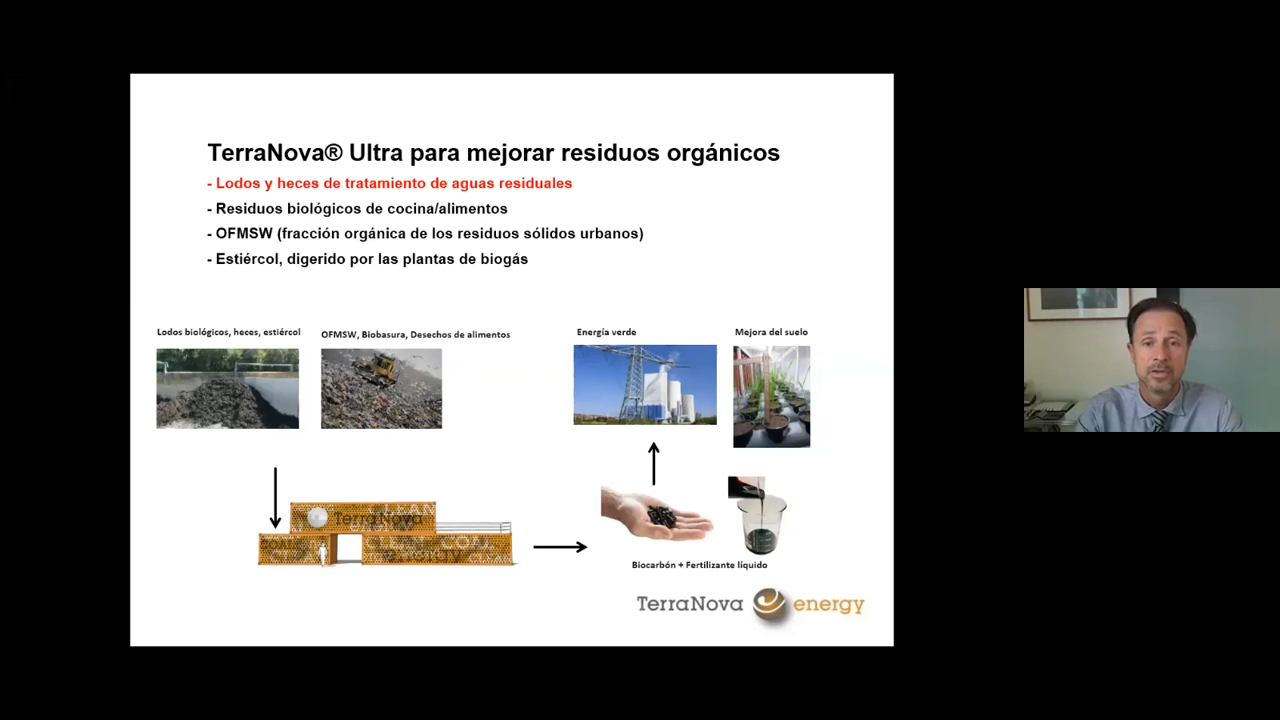 TerraNova® Ultra para mejorar residuos orgánicos
- Lodos y heces de tratamiento de aguas residuales
- Residuos biológicos de cocina/alimentos
- OFMSW (fracción orgánica de los residuos sólidos urbanos)
- Estiércol, digerido por las plantas de biogás
Lodos biológicos, heces, estiércol
OFMSW, Biobasura, Desechos de alimentos
Energía verde
Mejora del suelo
TerraNova
Biocarbón + Fertilizante líquido
TerraNova energy